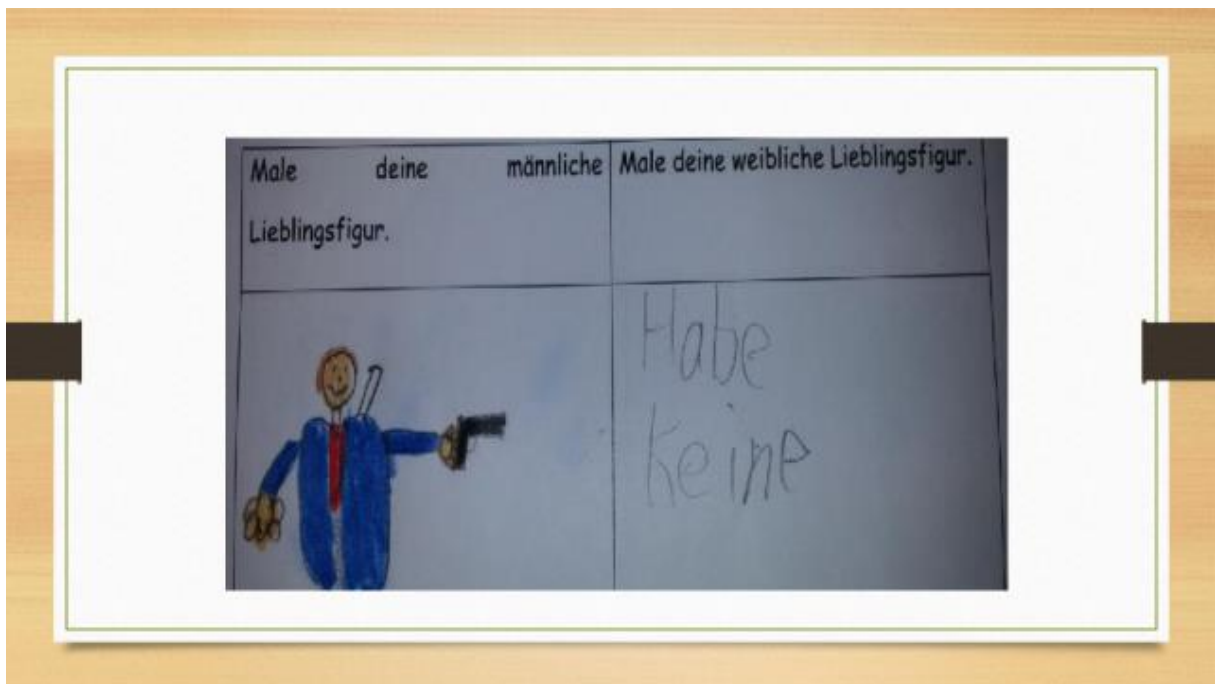 Male deine männliche
Lieblingsfigur.
Male deine weibliche Lieblingsfigur.
Habe
Keine